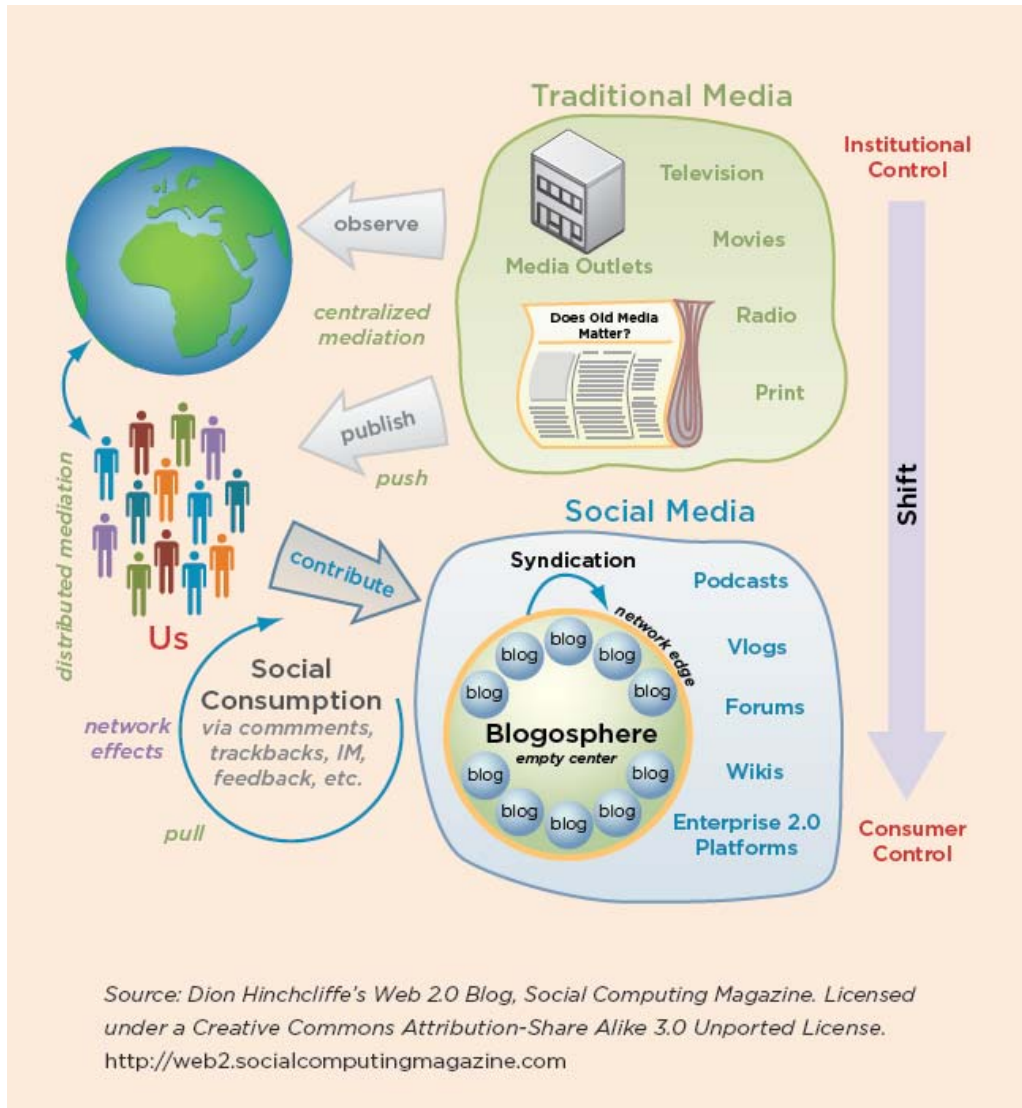 Traditional Media
Institutional
Control
Television
observe
Movies
Media Outlets
centralized
mediation
Radio
Does Old Media
Matter?
Print
publish
push
Shift
distributed mediation
Social Media
contribute
Syndication
Podcasts
network edge
Us
blog
blog
blog
blog
blog
Vlogs
Social
Consumption
via commments,
trackbacks, IM,
feedback, etc.
network
effects
Forums
Blogosphere
empty center
Wikis
blog
blog
blog
blog
blog
pull
Enterprise 2.0
Platforms
Consumer
Control
Source: Dion Hinchcliffe's Web 2.0 Blog, Social Computing Magazine. Licensed
under a Creative Commons Attribution-Share Alike 3.0 Unported License.
http://web2.socialcomputingmagazine.com